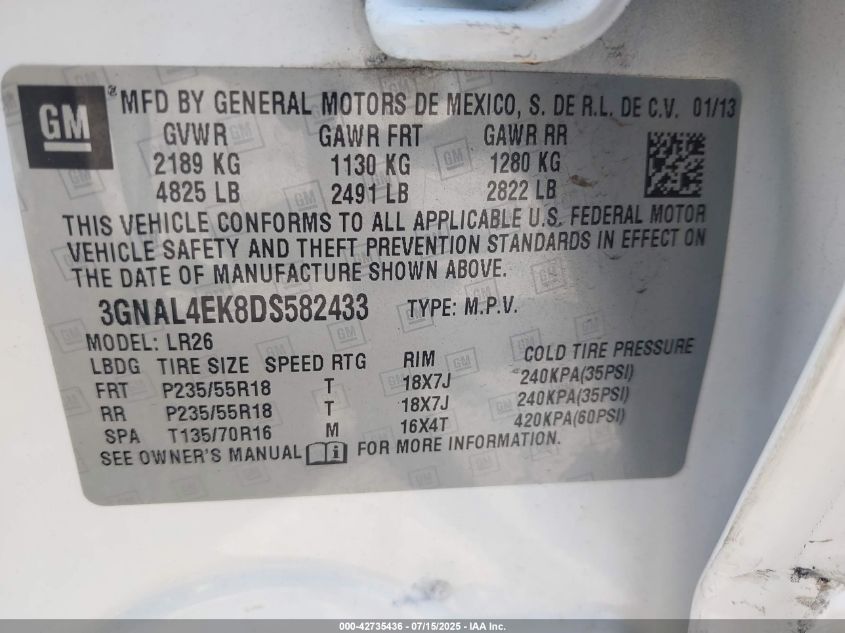 GM ® MFD BY GENERAL MOTORS DE MEXICO, S. DE R.L. DE C.V. 01/13
GVWR GAWR FRT GAWR RR
2189 KG 1130 KG 1280 KG
4825 LB 2491 LB 2822 LB
THIS VEHICLE CONFORMS TO ALL APPLICABLE U.S. FEDERAL MOTOR
VEHICLE SAFETY AND THEFT PREVENTION STANDARDS IN EFFECT ON
THE DATE OF MANUFACTURE SHOWN ABOVE.
3GNAL4EK8DS582433 TYPE: M.P.V.
MODEL: LR26
LBDG TIRE SIZE SPEED RTG RIM COLD TIRE PRESSURE
FRT P235/55R18 T 18X7J 240KPA(35PSI)
RR P235/55R18 T 18X7J 240KPA(35PSI)
SPA T135/70R16 M 16X4T 420KPA(60PSI)
SEE OWNER'S MANUAL i FOR MORE INFORMATION.
000-42735436 - 07/15/2025 - IAA Inc.